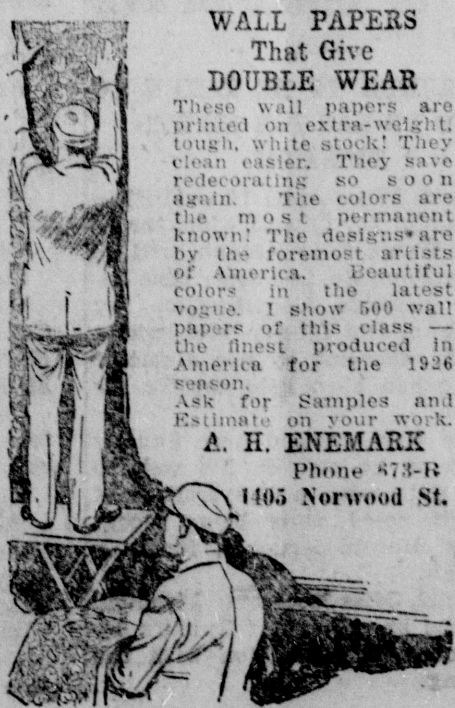 WALL PAPERS
That Give
DOUBLE WEAR
These wall papers are
printed on extra-weight,
tough, white stock! They
clean easier. They save
redecorating so soon
again. The colors are
the most permanent
known! The designs are
by the foremost artists
of America. Beautiful
colors in the latest
vogue. I show 500 wall
papers of this class —
the finest produced in
America for the 1926
season.
Ask for Samples and
Estimate on your work.
A. H. ENEMARK
Phone 673-R
1405 Norwood St.